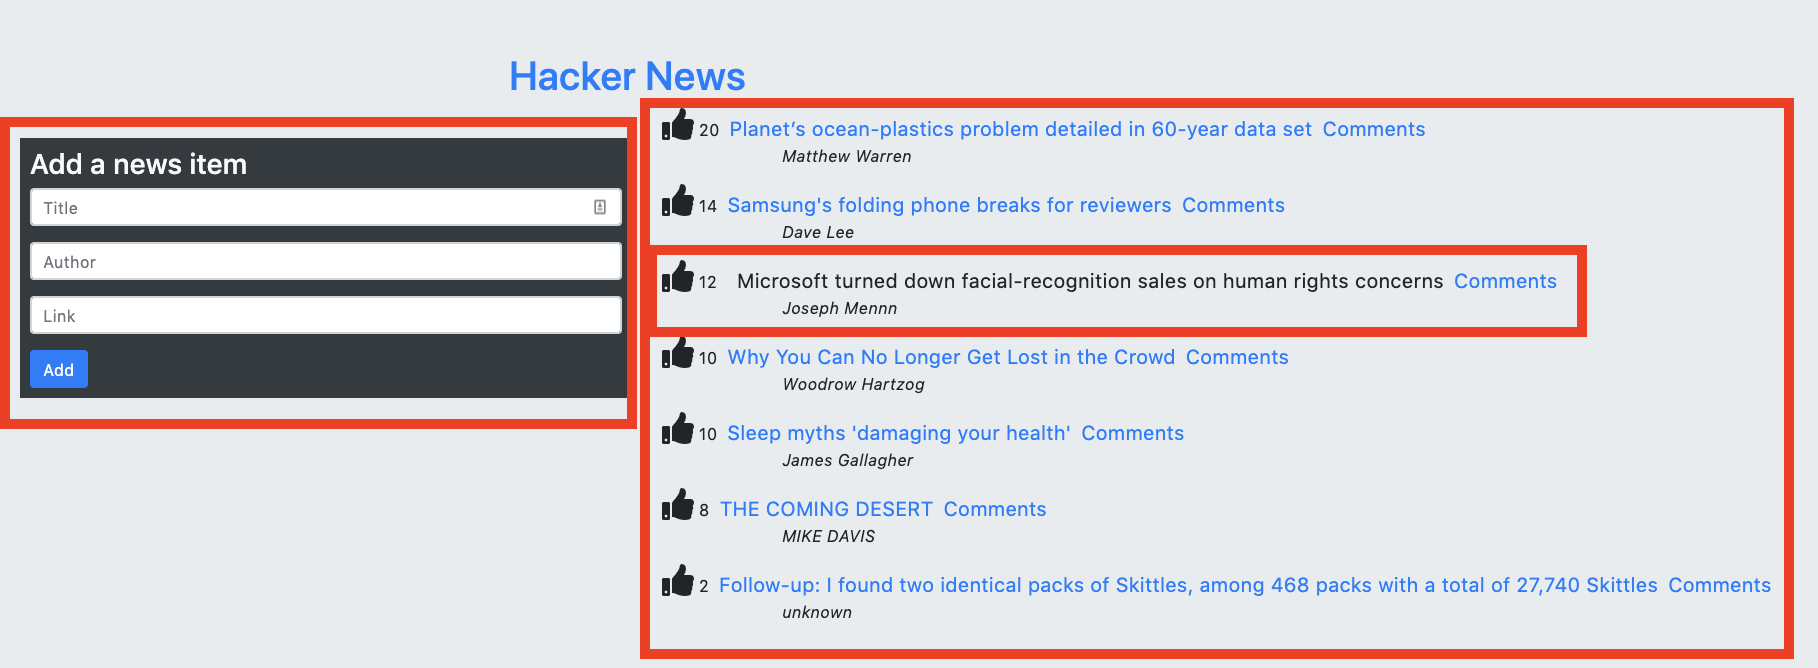 Hacker News
Add a news item
Title
Author
Link
Add
20 Planet’s ocean-plastics problem detailed in 60-year data set Comments
Matthew Warren
14 Samsung's folding phone breaks for reviewers Comments
Dave Lee
12 Microsoft turned down facial-recognition sales on human rights concerns Comments
Joseph Mennn
10 Why You Can No Longer Get Lost in the Crowd Comments
Woodrow Hartzog
10 Sleep myths 'damaging your health' Comments
James Gallagher
8 THE COMING DESERT Comments
MIKE DAVIS
2 Follow-up: I found two identical packs of Skittles, among 468 packs with a total of 27,740 Skittles Comments
unknown